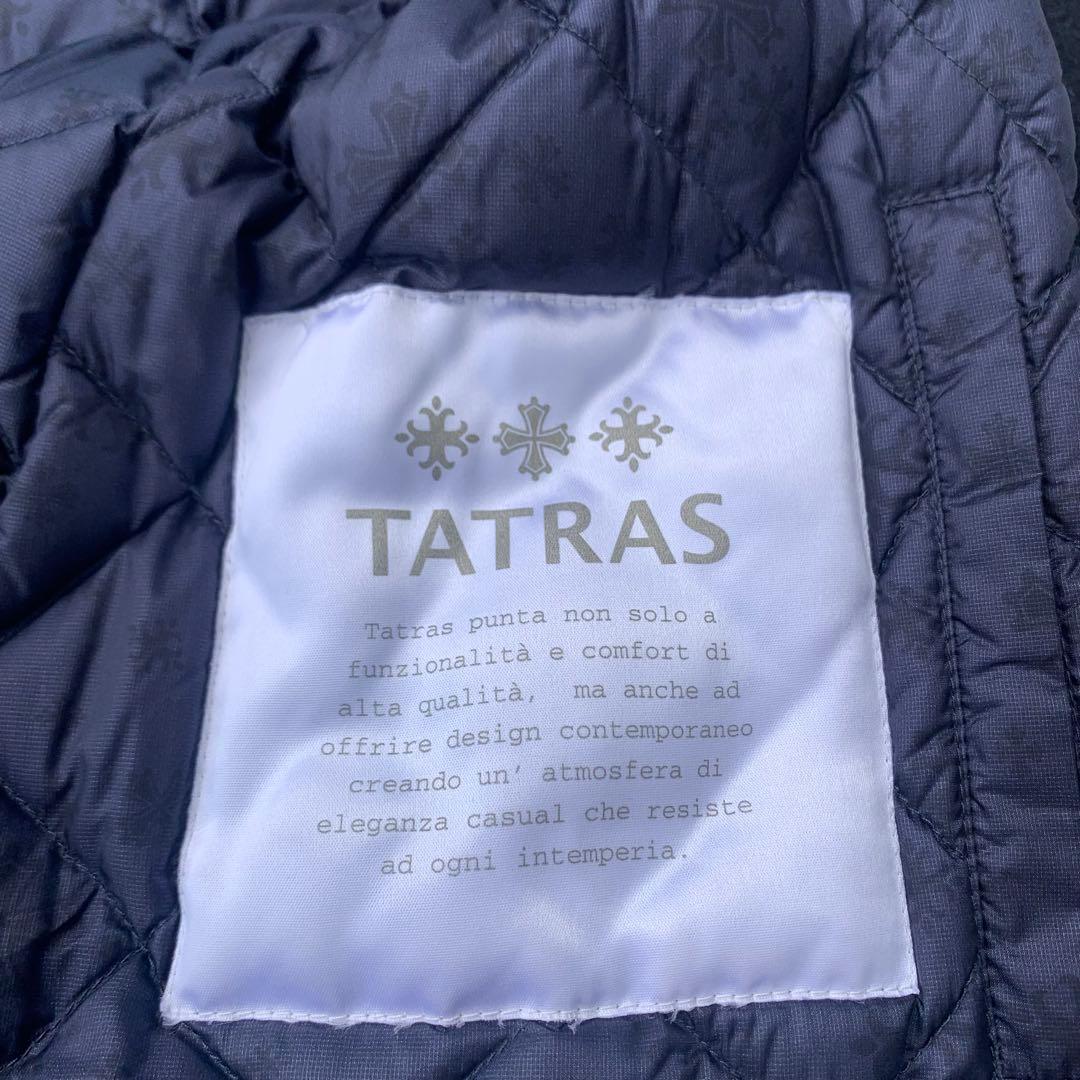 TATRAS
Tatras punta non solo a
funzionalità e comfort di
alta qualità, ma anche ad
offrire design contemporaneo
creando un’ atmosfera di
eleganza casual che resiste
ad ogni intemperia.